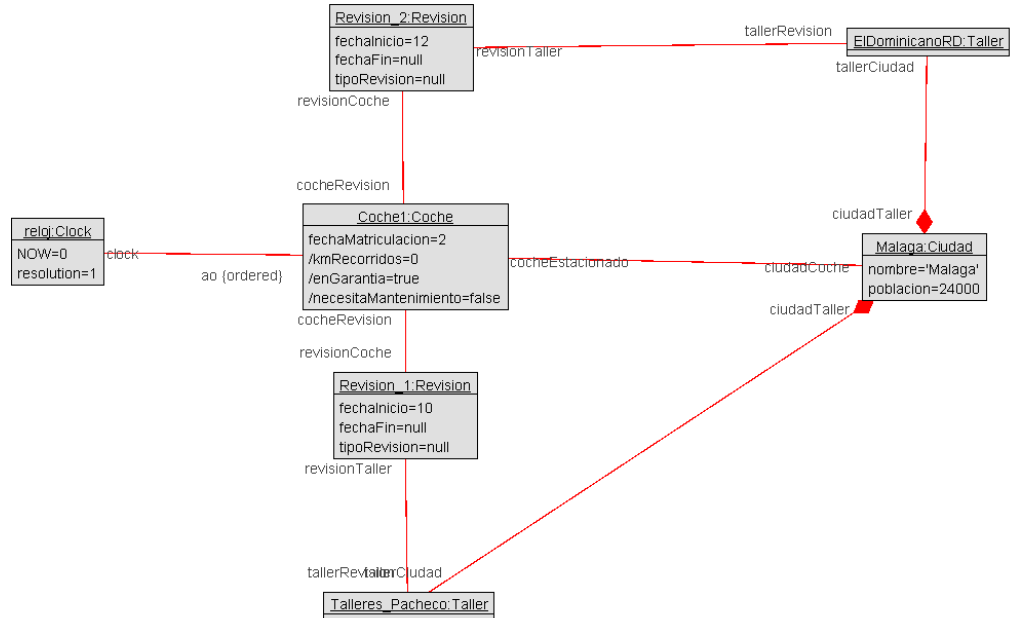 Revision_2:Revision
fechaInicio=12
fechaFin=null
tipoRevision=null
revisionTaller
tallerRevision
ElDominicanoRD:Taller
tallerCiudad
revisionCoche
cocheRevision
reloj:Clock
NOW=0
resolution=1
clock
ao {ordered}
Coche1:Coche
fechaMatriculacion=2
/kmRecorridos=0
/enGarantia=true
/necesitaMantenimiento=false
cocheEstacionado
ciudadCoche
ciudadTaller
Malaga:Ciudad
nombre='Malaga'
poblacion=24000
ciudadTaller
cocheRevision
revisionCoche
Revision_1:Revision
fechaInicio=10
fechaFin=null
tipoRevision=null
revisionTaller
tallerRevision
tallerCiudad
Talleres_Pacheco:Taller